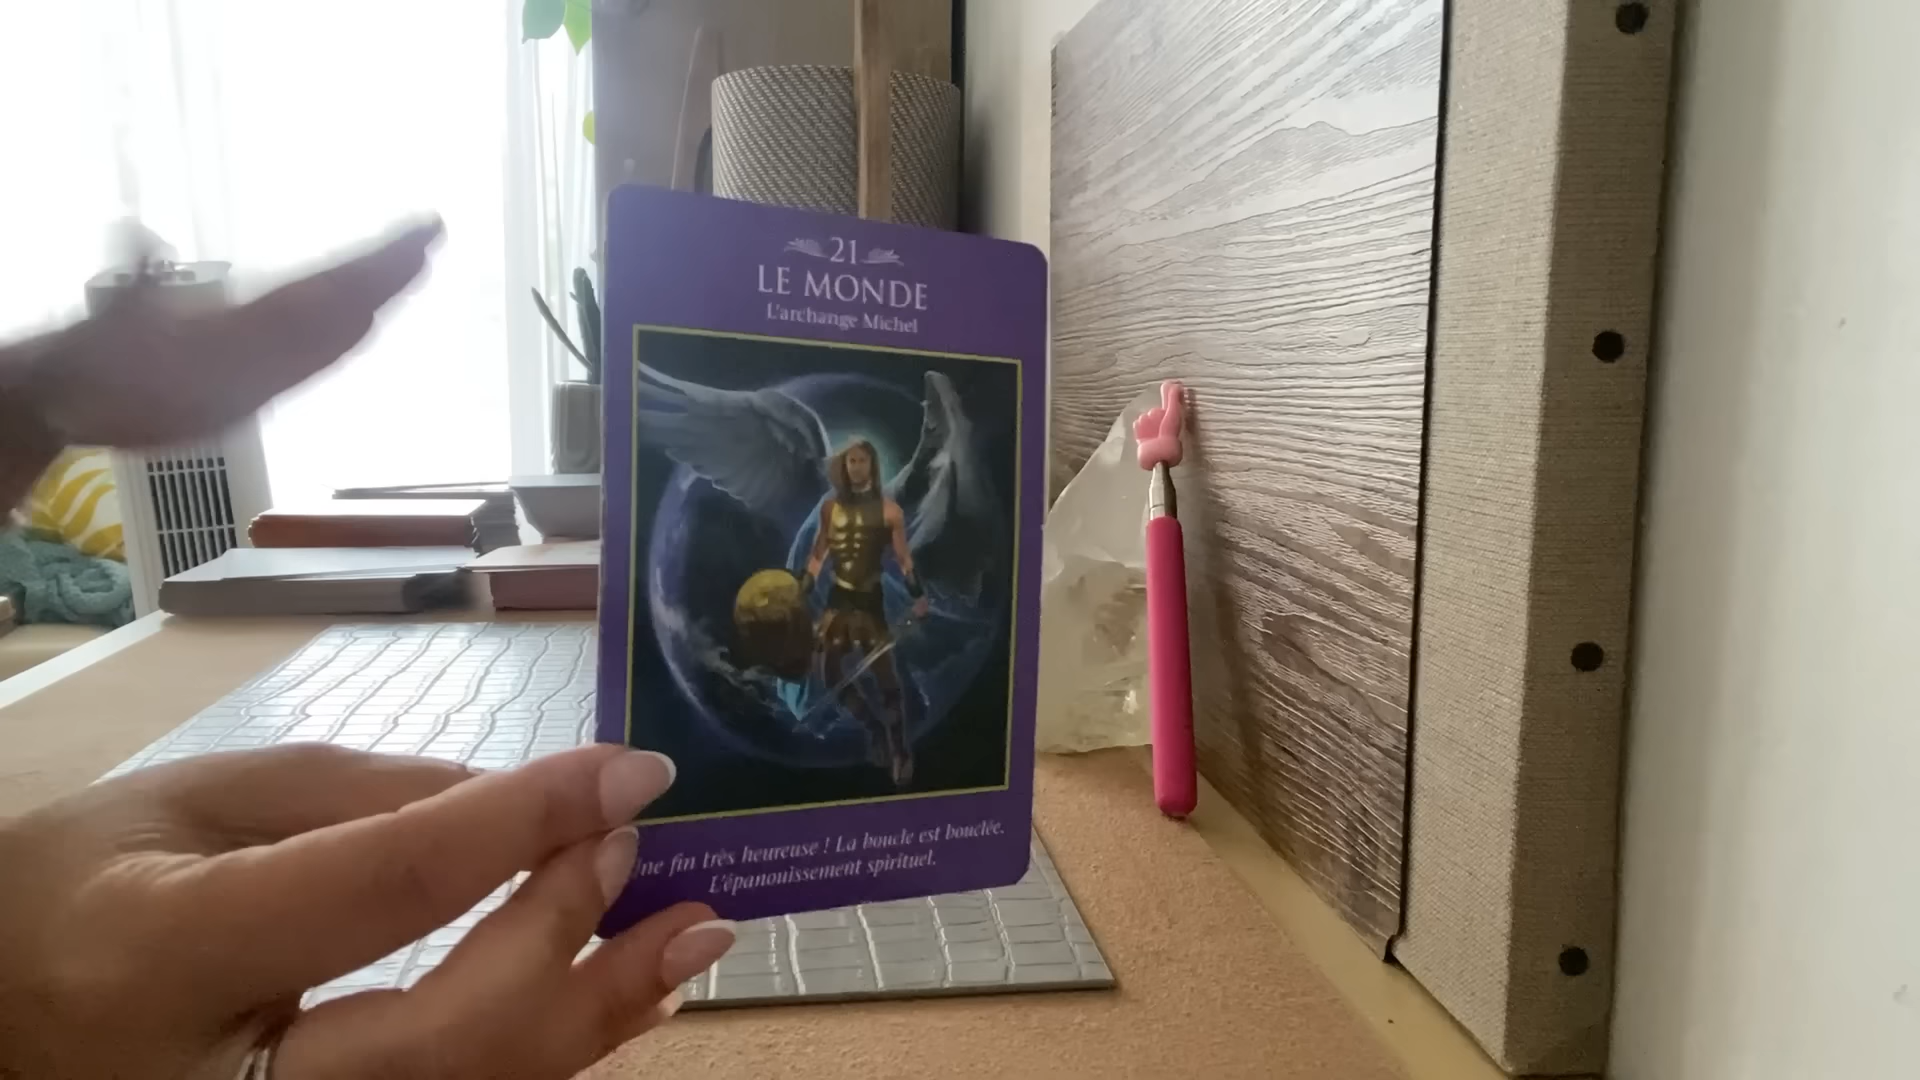 21
LE MONDE
L'archange Michel
Une fin très heureuse ! La boucle est bouclée.
L'épanouissement spirituel.